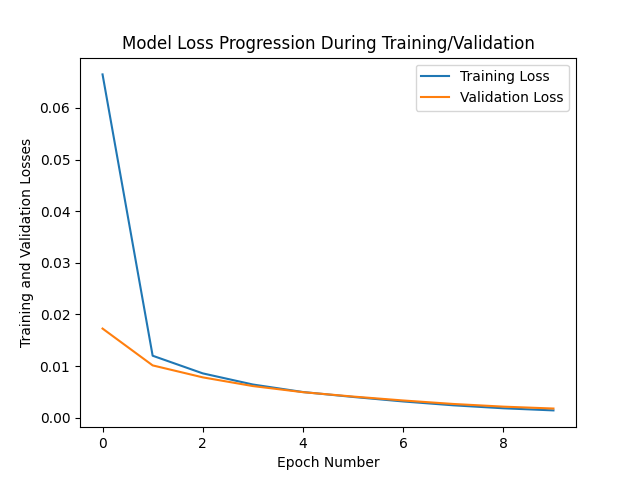 Model Loss Progression During Training/Validation
Training Loss
Validation Loss
0.06
0.05
0.04
0.03
0.02
0.01
0.00
Training and Validation Losses
0 2 4 6 8
Epoch Number